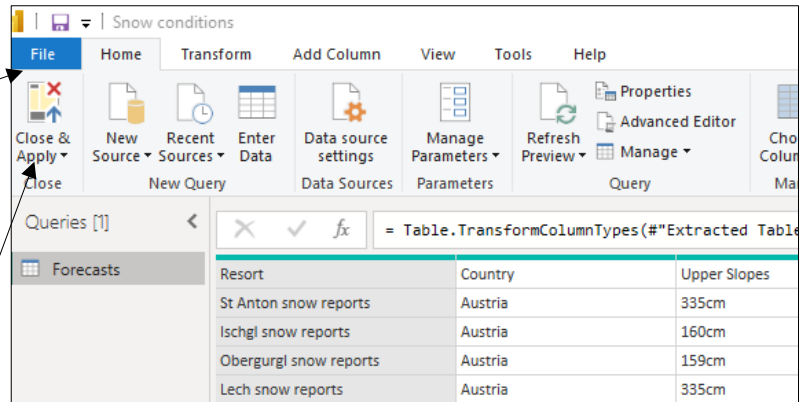 Snow conditions
File Home Transform Add Column View Tools Help
Close & Apply
New Source
Recent Sources
Enter Data
Data source settings
Manage Parameters
Refresh Preview
Properties
Advanced Editor
Manage
Close New Query Data Sources Parameters Query
Queries [1]
fx = Table.TransformColumnTypes(#"Extracted Table
Forecasts
Resort Country Upper Slopes
St Anton snow reports Austria 335cm
Ischgl snow reports Austria 160cm
Obergurgl snow reports Austria 159cm
Lech snow reports Austria 335cm